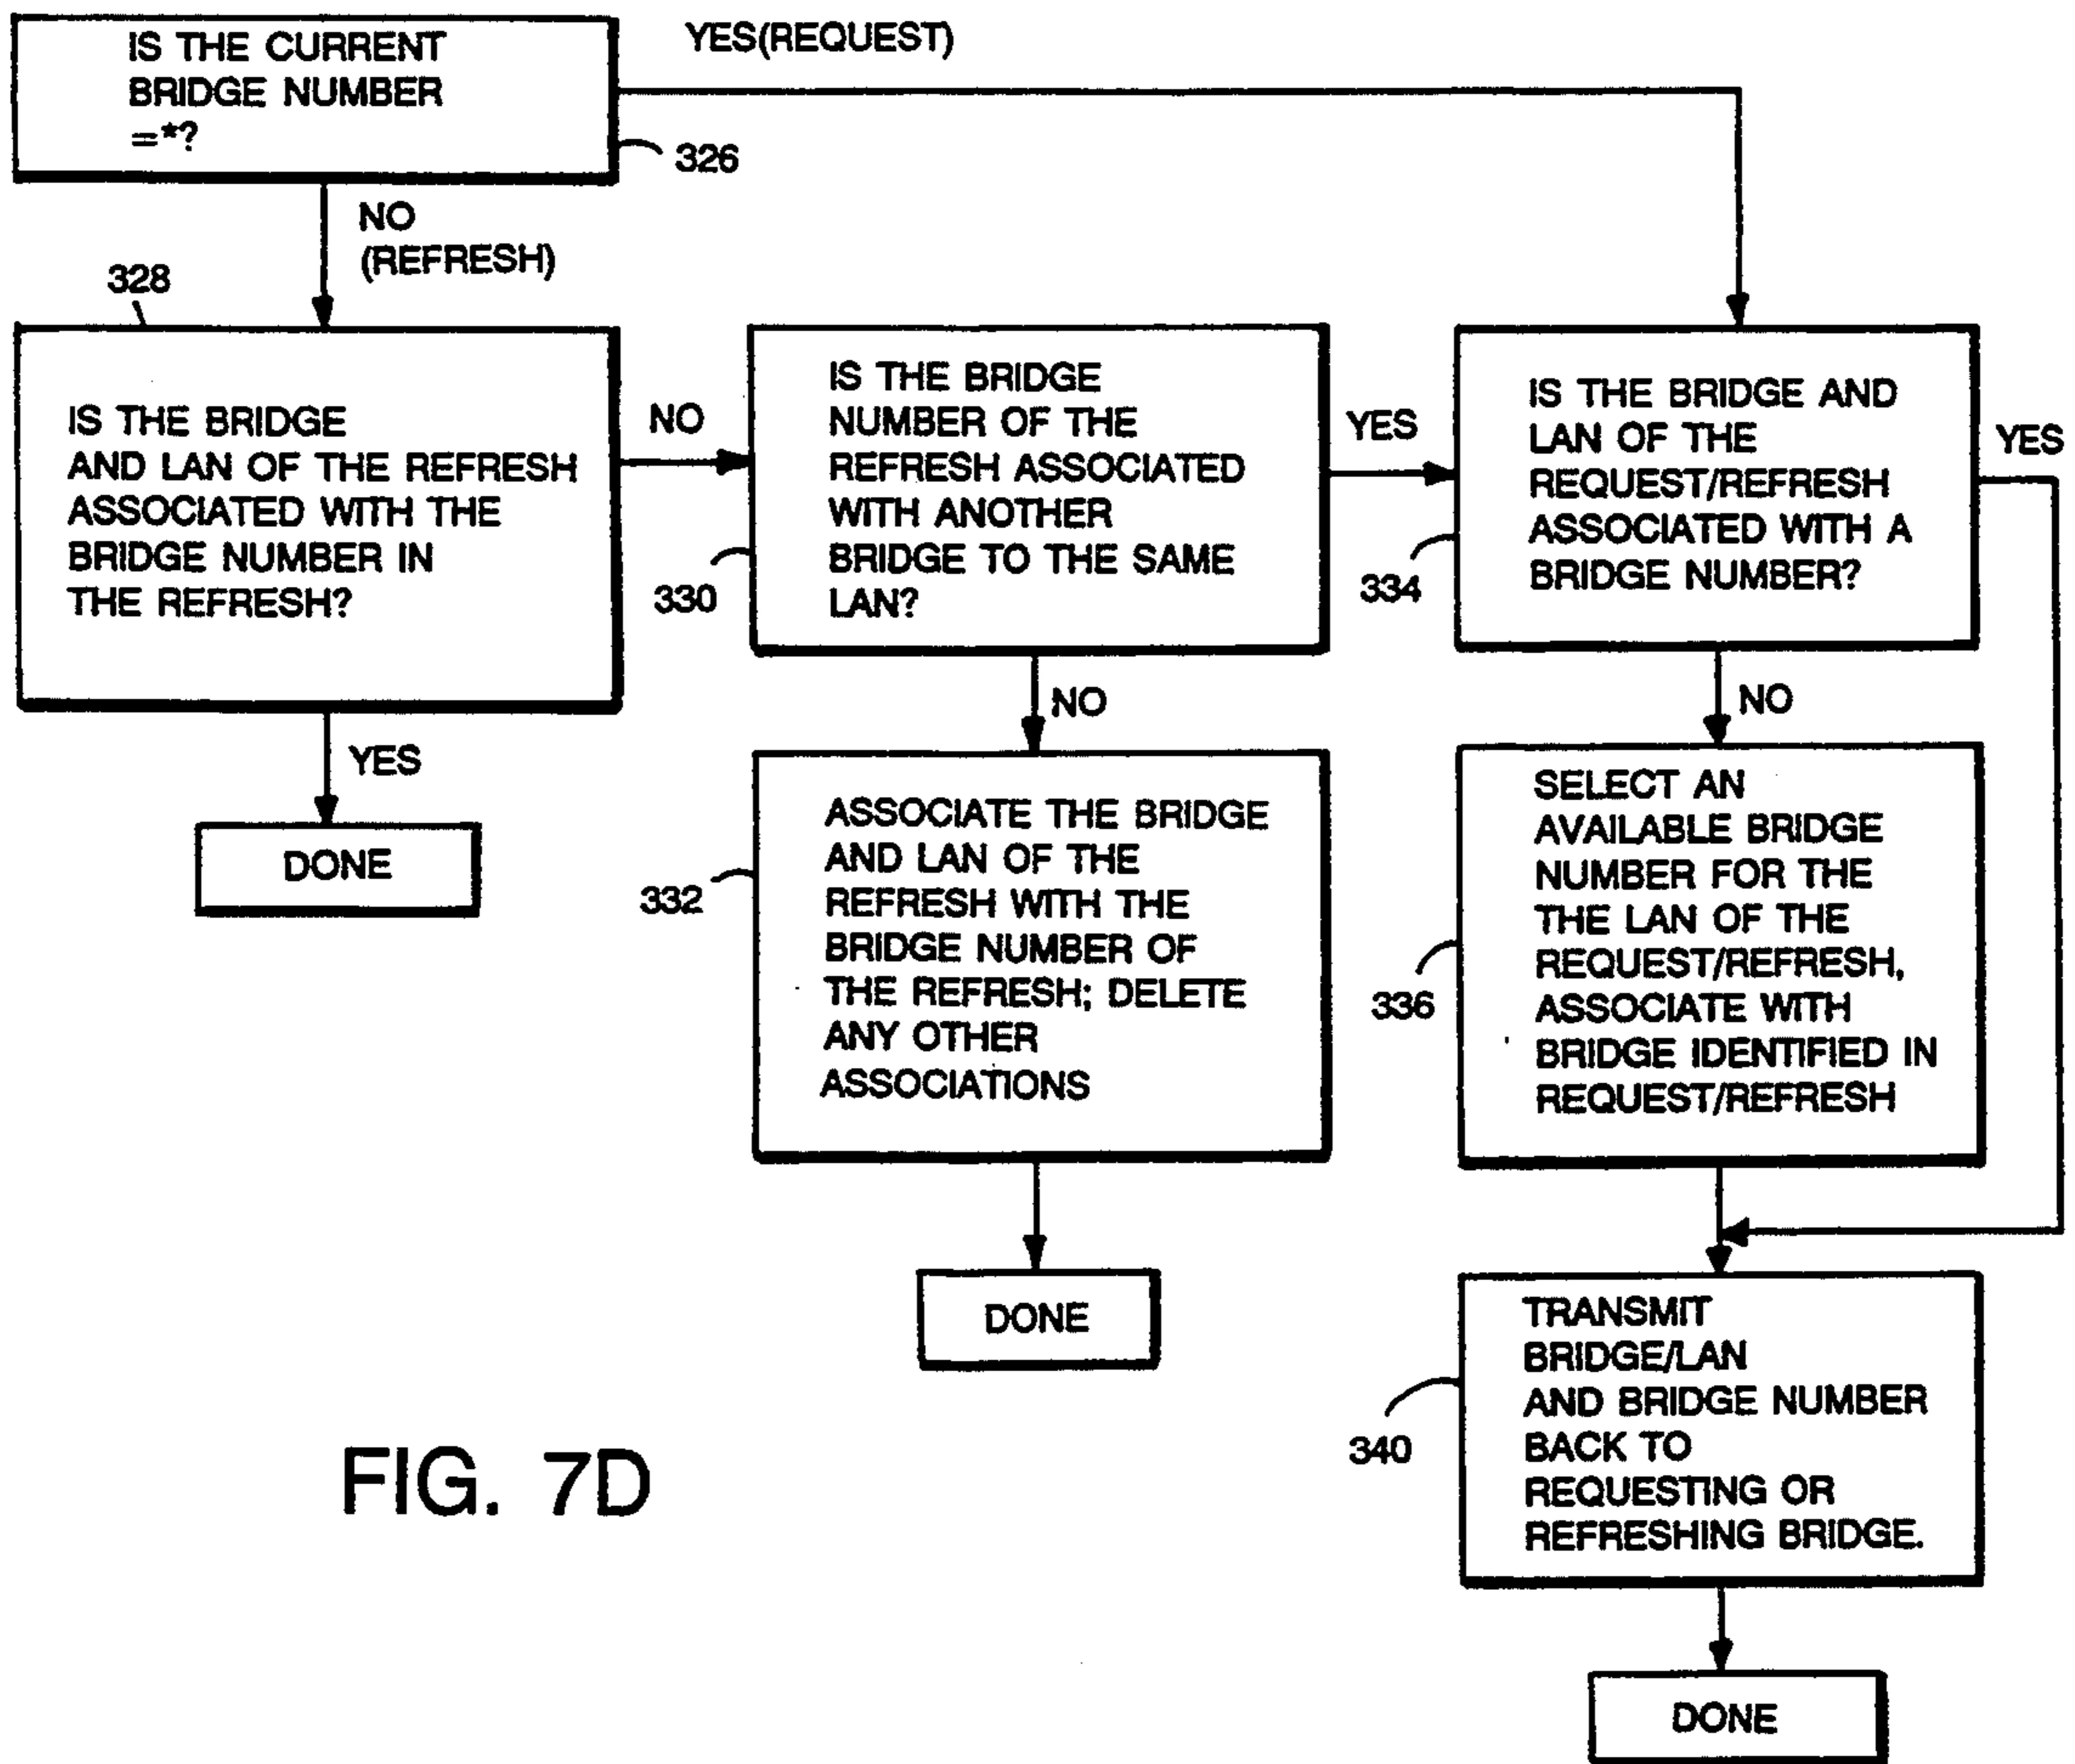 IS THE CURRENT
BRIDGE NUMBER
=*?
326
YES(REQUEST)
NO
(REFRESH)
328
IS THE BRIDGE
AND LAN OF THE REFRESH
ASSOCIATED WITH THE
BRIDGE NUMBER IN
THE REFRESH?
NO
YES
DONE
IS THE BRIDGE
NUMBER OF THE
REFRESH ASSOCIATED
WITH ANOTHER
BRIDGE TO THE SAME
LAN?
330
YES
NO
332
ASSOCIATE THE BRIDGE
AND LAN OF THE
REFRESH WITH THE
BRIDGE NUMBER OF
THE REFRESH; DELETE
ANY OTHER
ASSOCIATIONS
DONE
IS THE BRIDGE AND
LAN OF THE
REQUEST/REFRESH
ASSOCIATED WITH A
BRIDGE NUMBER?
334
YES
NO
336
SELECT AN
AVAILABLE BRIDGE
NUMBER FOR THE
THE LAN OF THE
REQUEST/REFRESH,
ASSOCIATE WITH
BRIDGE IDENTIFIED IN
REQUEST/REFRESH
340
TRANSMIT
BRIDGE/LAN
AND BRIDGE NUMBER
BACK TO
REQUESTING OR
REFRESHING BRIDGE.
DONE
FIG. 7D